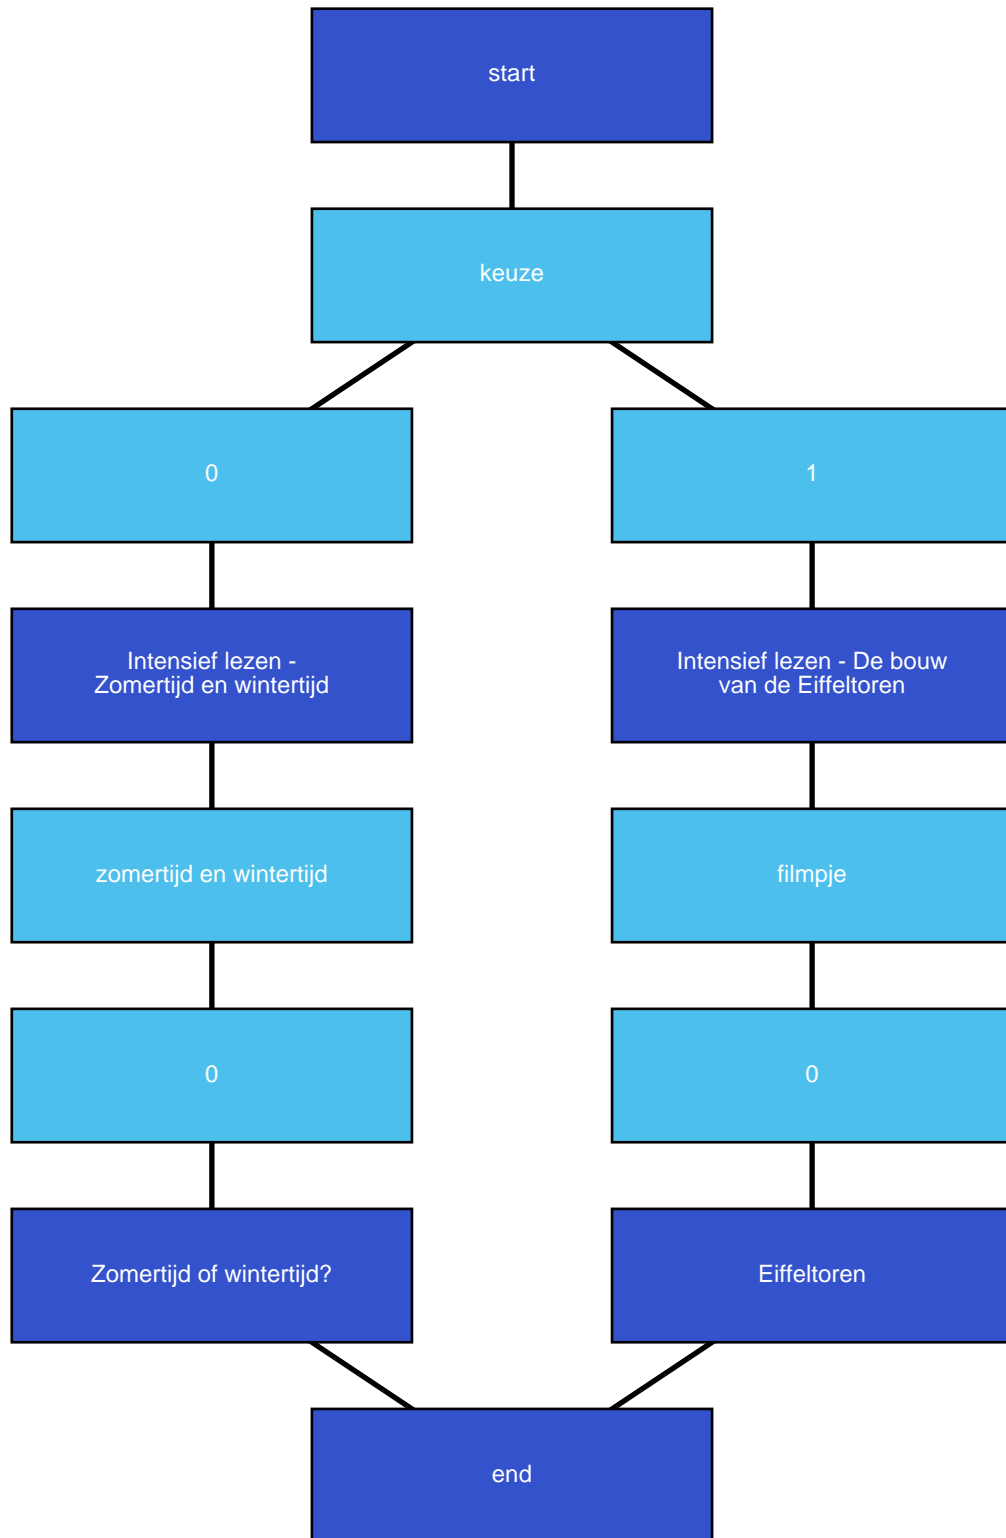 start
keuze
0
1
Intensief lezen -
Zomertijd en wintertijd
Intensief lezen - De bouw
van de Eiffeltoren
zomertijd en wintertijd
filmpje
0
0
Zomertijd of wintertijd?
Eiffeltoren
end